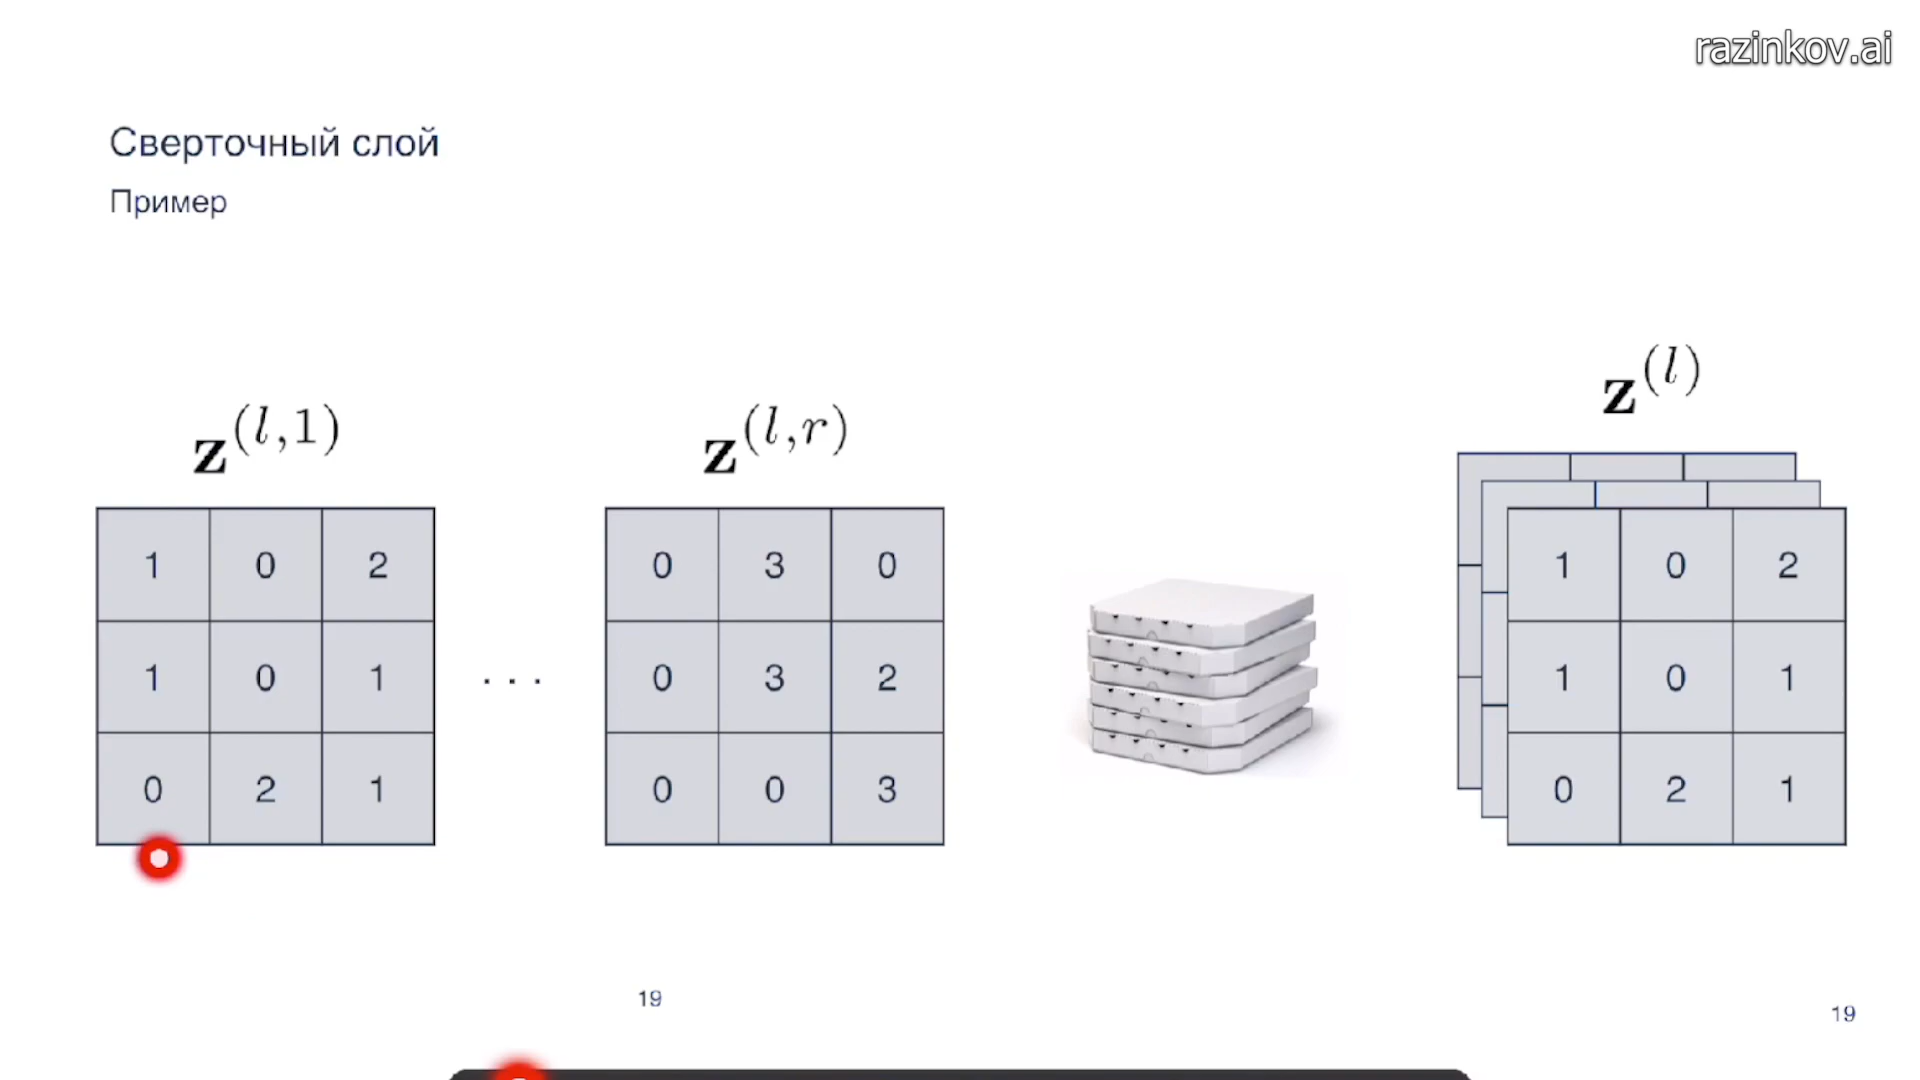 razinkov.ai
Сверточный слой
Пример
z^(l,1)
1 0 2
1 0 1
0 2 1
. . .
z^(l,r)
0 3 0
0 3 2
0 0 3
z^(l)
1 0 2
1 0 1
0 2 1
19
19